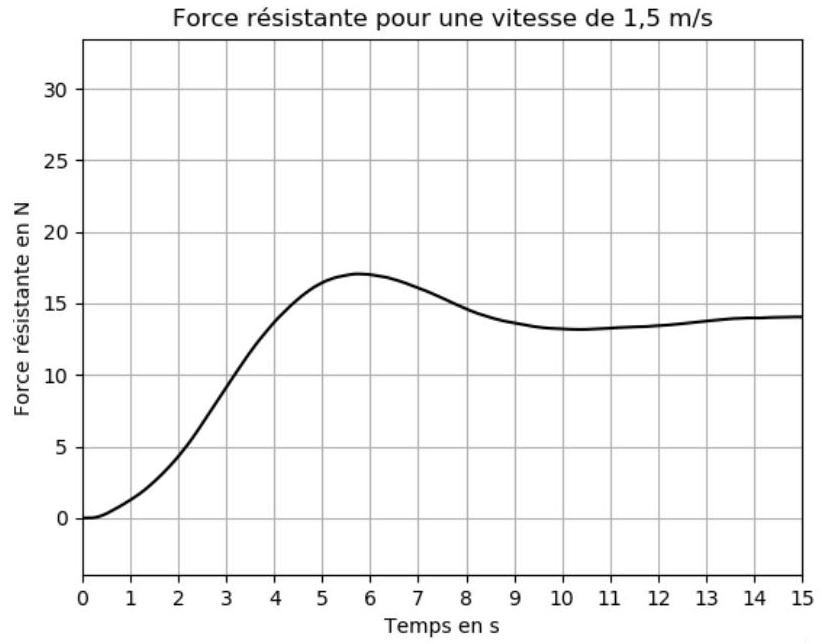 Force résistante pour une vitesse de 1,5 m/s
Force résistante en N
30
25
20
15
10
5
0
0 1 2 3 4 5 6 7 8 9 10 11 12 13 14 15
Temps en s